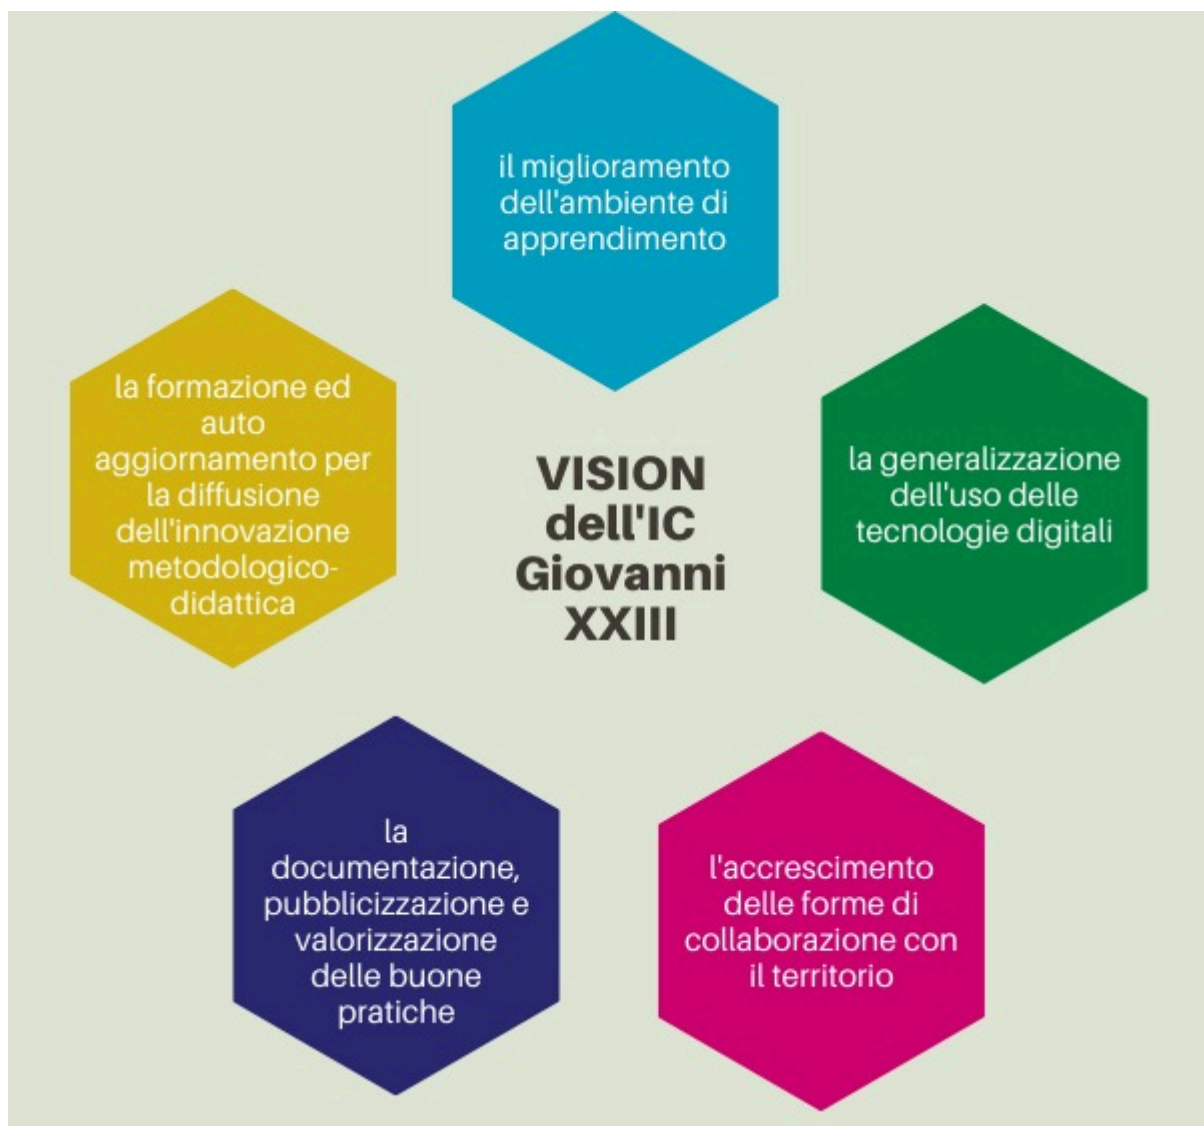 il miglioramento
dell'ambiente di
apprendimento
la formazione ed
auto
aggiornamento per
la diffusione
dell'innovazione
metodologico-
didattica
VISION
dell'IC
Giovanni
XXIII
la generalizzazione
dell'uso delle
tecnologie digitali
la
documentazione,
pubblicizzazione e
valorizzazione
delle buone
pratiche
l'accrescimento
delle forme di
collaborazione con
il territorio